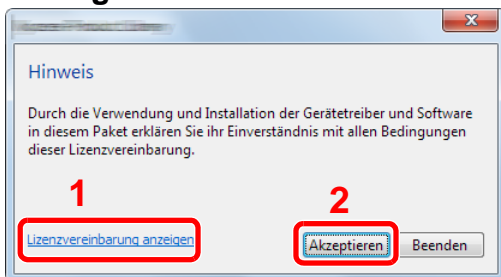 Hinweis
Durch die Verwendung und Installation der Gerätetreiber und Software
in diesem Paket erklären Sie ihr Einverständnis mit allen Bedingungen
dieser Lizenzvereinbarung.
1
2
Lizenzvereinbarung anzeigen
Akzeptieren Beenden